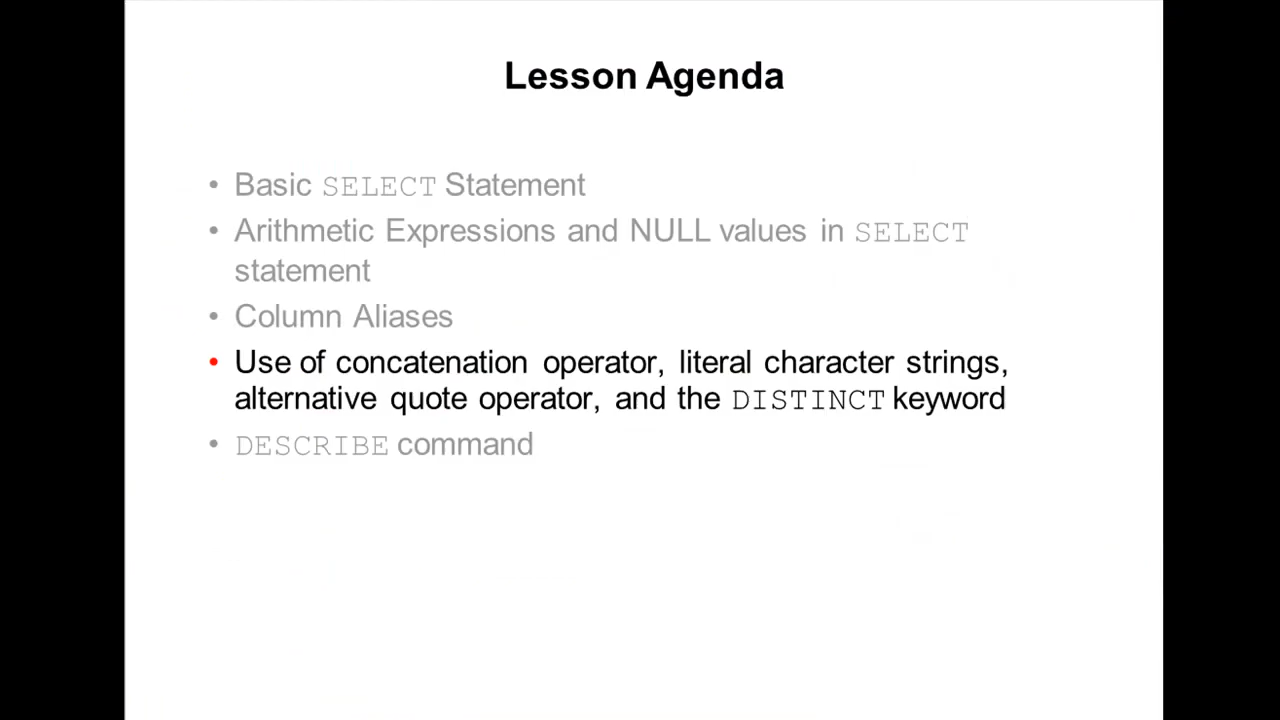 Lesson Agenda
• Basic SELECT Statement
• Arithmetic Expressions and NULL values in SELECT
statement
• Column Aliases
• Use of concatenation operator, literal character strings,
alternative quote operator, and the DISTINCT keyword
• DESCRIBE command